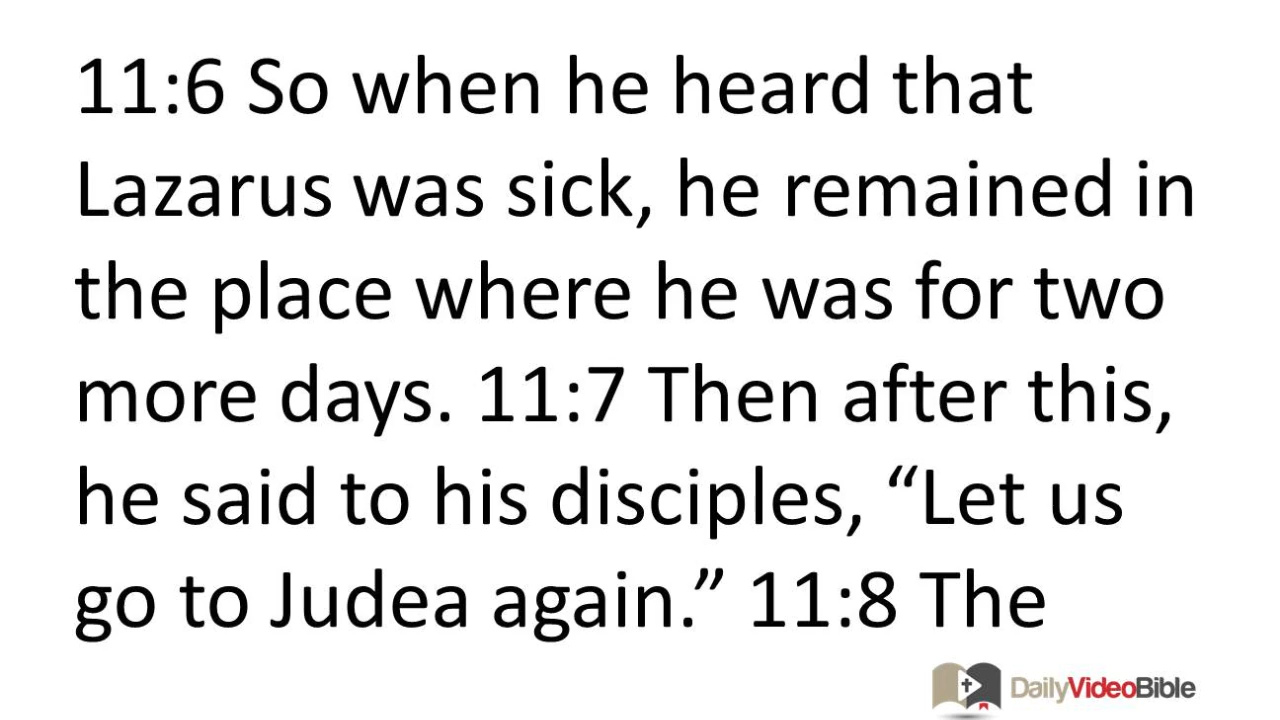 11:6 So when he heard that
Lazarus was sick, he remained in
the place where he was for two
more days. 11:7 Then after this,
he said to his disciples, “Let us
go to Judea again.” 11:8 The
DailyVideoBible